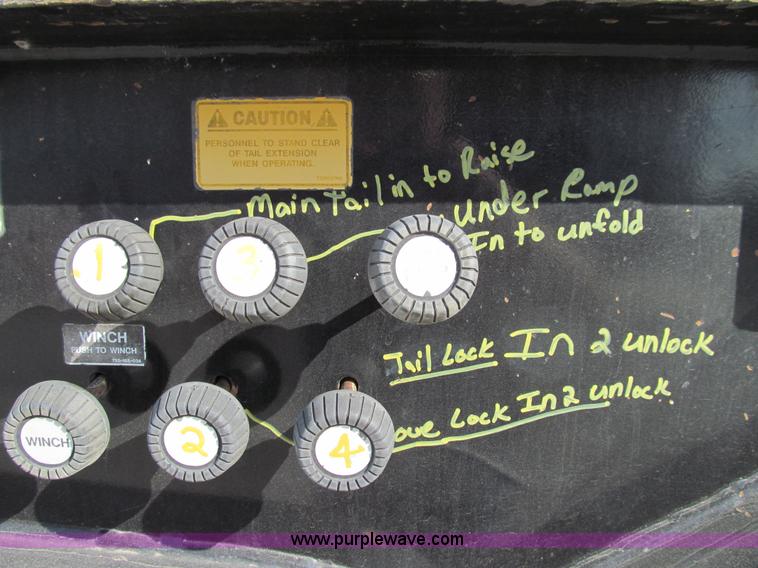 CAUTION
PERSONNEL TO STAND CLEAR
OF TAIL EXTENSION
WHEN OPERATING.
Main Tail in to Raise
under Ramp
In to unfold
1
3
WINCH
PUSH TO WINCH
Tail Lock In 2 unlock
Lock In 2 unlock
WINCH
2
4
www.purplewave.com